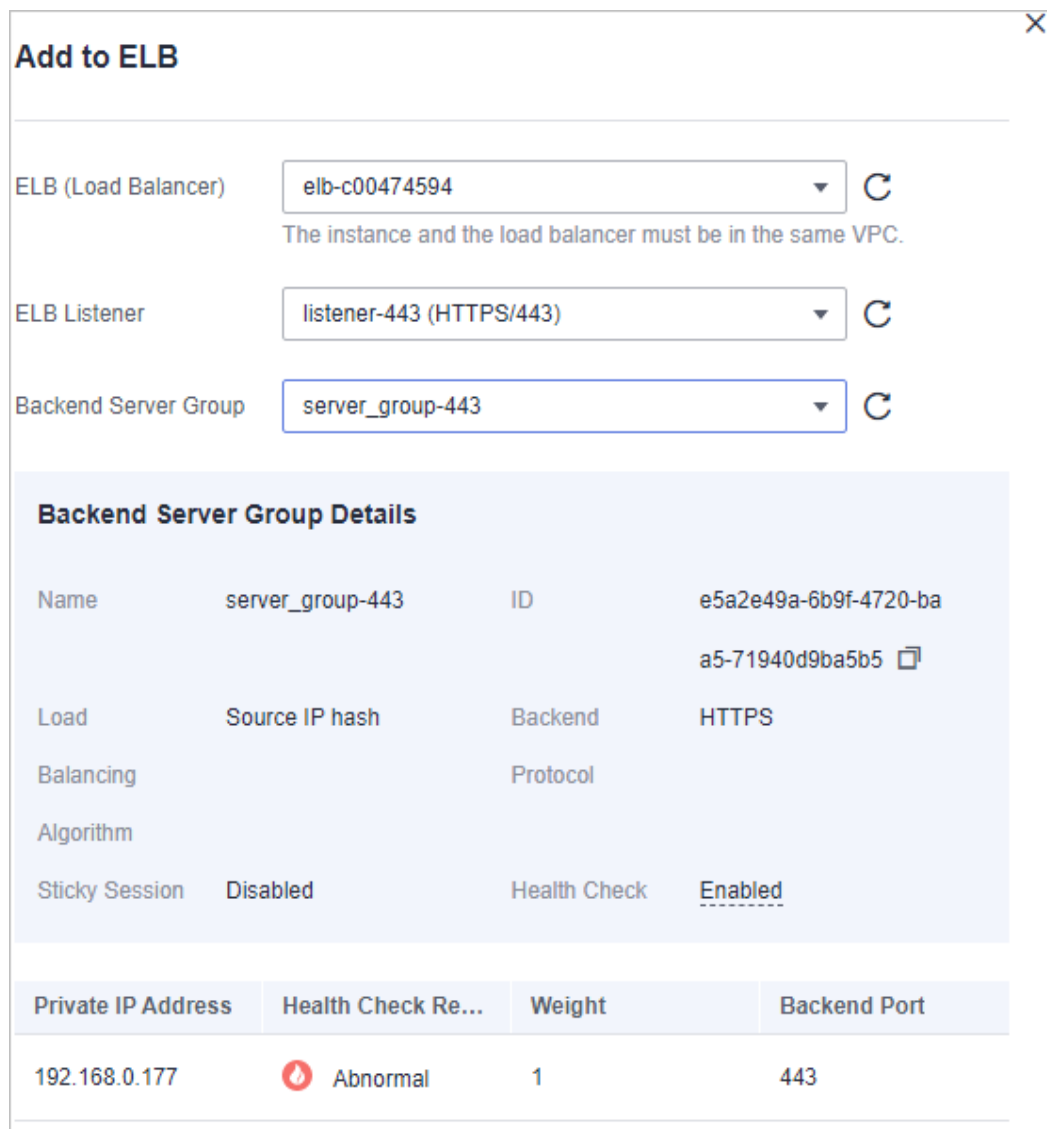 Add to ELB
ELB (Load Balancer) elb-c00474594
The instance and the load balancer must be in the same VPC.
ELB Listener listener-443 (HTTPS/443)
Backend Server Group server_group-443
Backend Server Group Details
Name server_group-443 ID e5a2e49a-6b9f-4720-ba
a5-71940d9ba5b5
Load Source IP hash Backend HTTPS
Balancing Protocol
Algorithm
Sticky Session Disabled Health Check Enabled
Private IP Address Health Check Re... Weight Backend Port
192.168.0.177 Abnormal 1 443